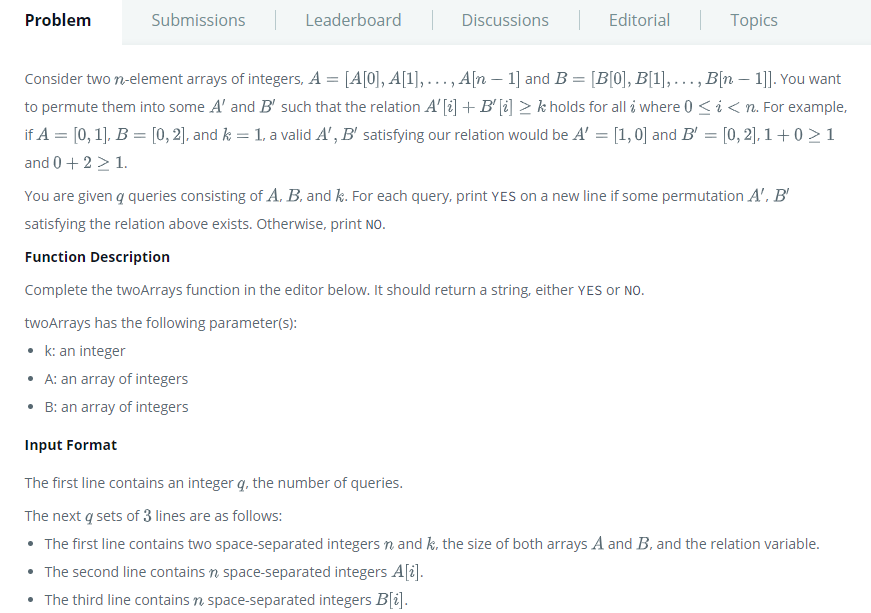 Problem Submissions Leaderboard Discussions Editorial Topics
Consider two n-element arrays of integers, A = [A[0], A[1], . . . , A[n − 1] and B = [B[0], B[1], . . . , B[n − 1]]. You want
to permute them into some A′ and B′ such that the relation A′[i] + B′[i] ≥ k holds for all i where 0 ≤ i < n. For example,
if A = [0, 1], B = [0, 2], and k = 1, a valid A′, B′ satisfying our relation would be A′ = [1, 0] and B′ = [0, 2], 1 + 0 ≥ 1
and 0 + 2 ≥ 1.
You are given q queries consisting of A, B, and k. For each query, print YES on a new line if some permutation A′, B′
satisfying the relation above exists. Otherwise, print NO.
Function Description
Complete the twoArrays function in the editor below. It should return a string, either YES or NO.
twoArrays has the following parameter(s):
• k: an integer
• A: an array of integers
• B: an array of integers
Input Format
The first line contains an integer q, the number of queries.
The next q sets of 3 lines are as follows:
• The first line contains two space-separated integers n and k, the size of both arrays A and B, and the relation variable.
• The second line contains n space-separated integers A[i].
• The third line contains n space-separated integers B[i].